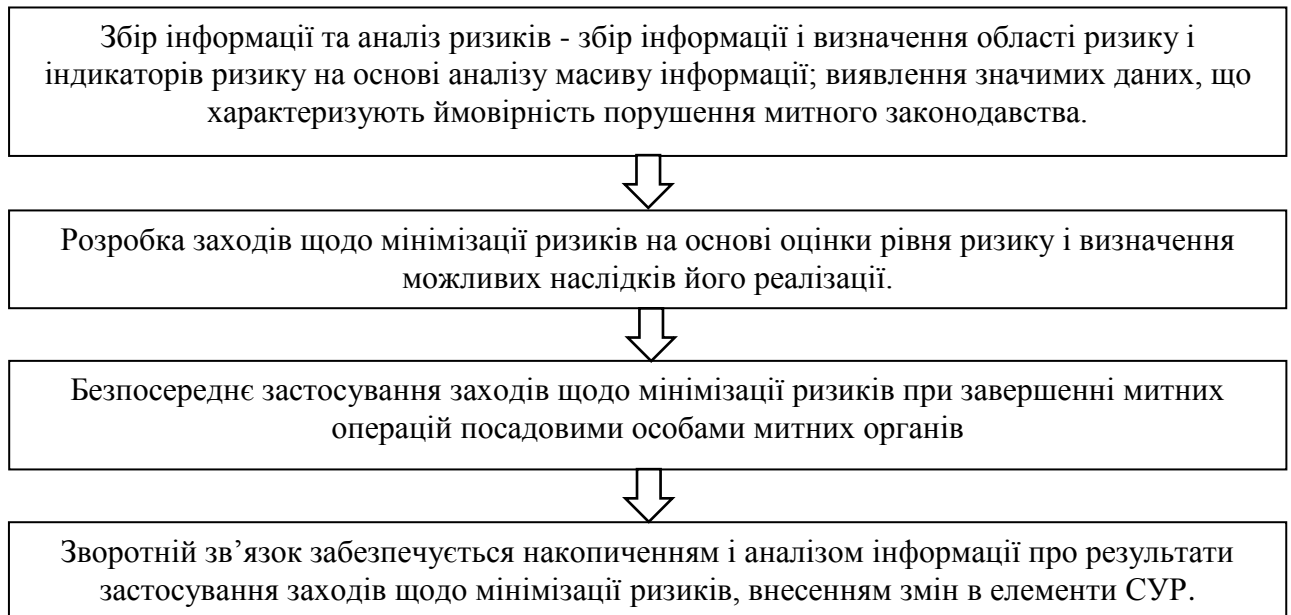 Збір інформації та аналіз ризиків - збір інформації і визначення області ризику і
індикаторів ризику на основі аналізу масиву інформації; виявлення значимих даних, що
характеризують ймовірність порушення митного законодавства.
Розробка заходів щодо мінімізації ризиків на основі оцінки рівня ризику і визначення
можливих наслідків його реалізації.
Безпосереднє застосування заходів щодо мінімізації ризиків при завершенні митних
операцій посадовими особами митних органів
Зворотній зв’язок забезпечується накопиченням і аналізом інформації про результати
застосування заходів щодо мінімізації ризиків, внесенням змін в елементи СУР.